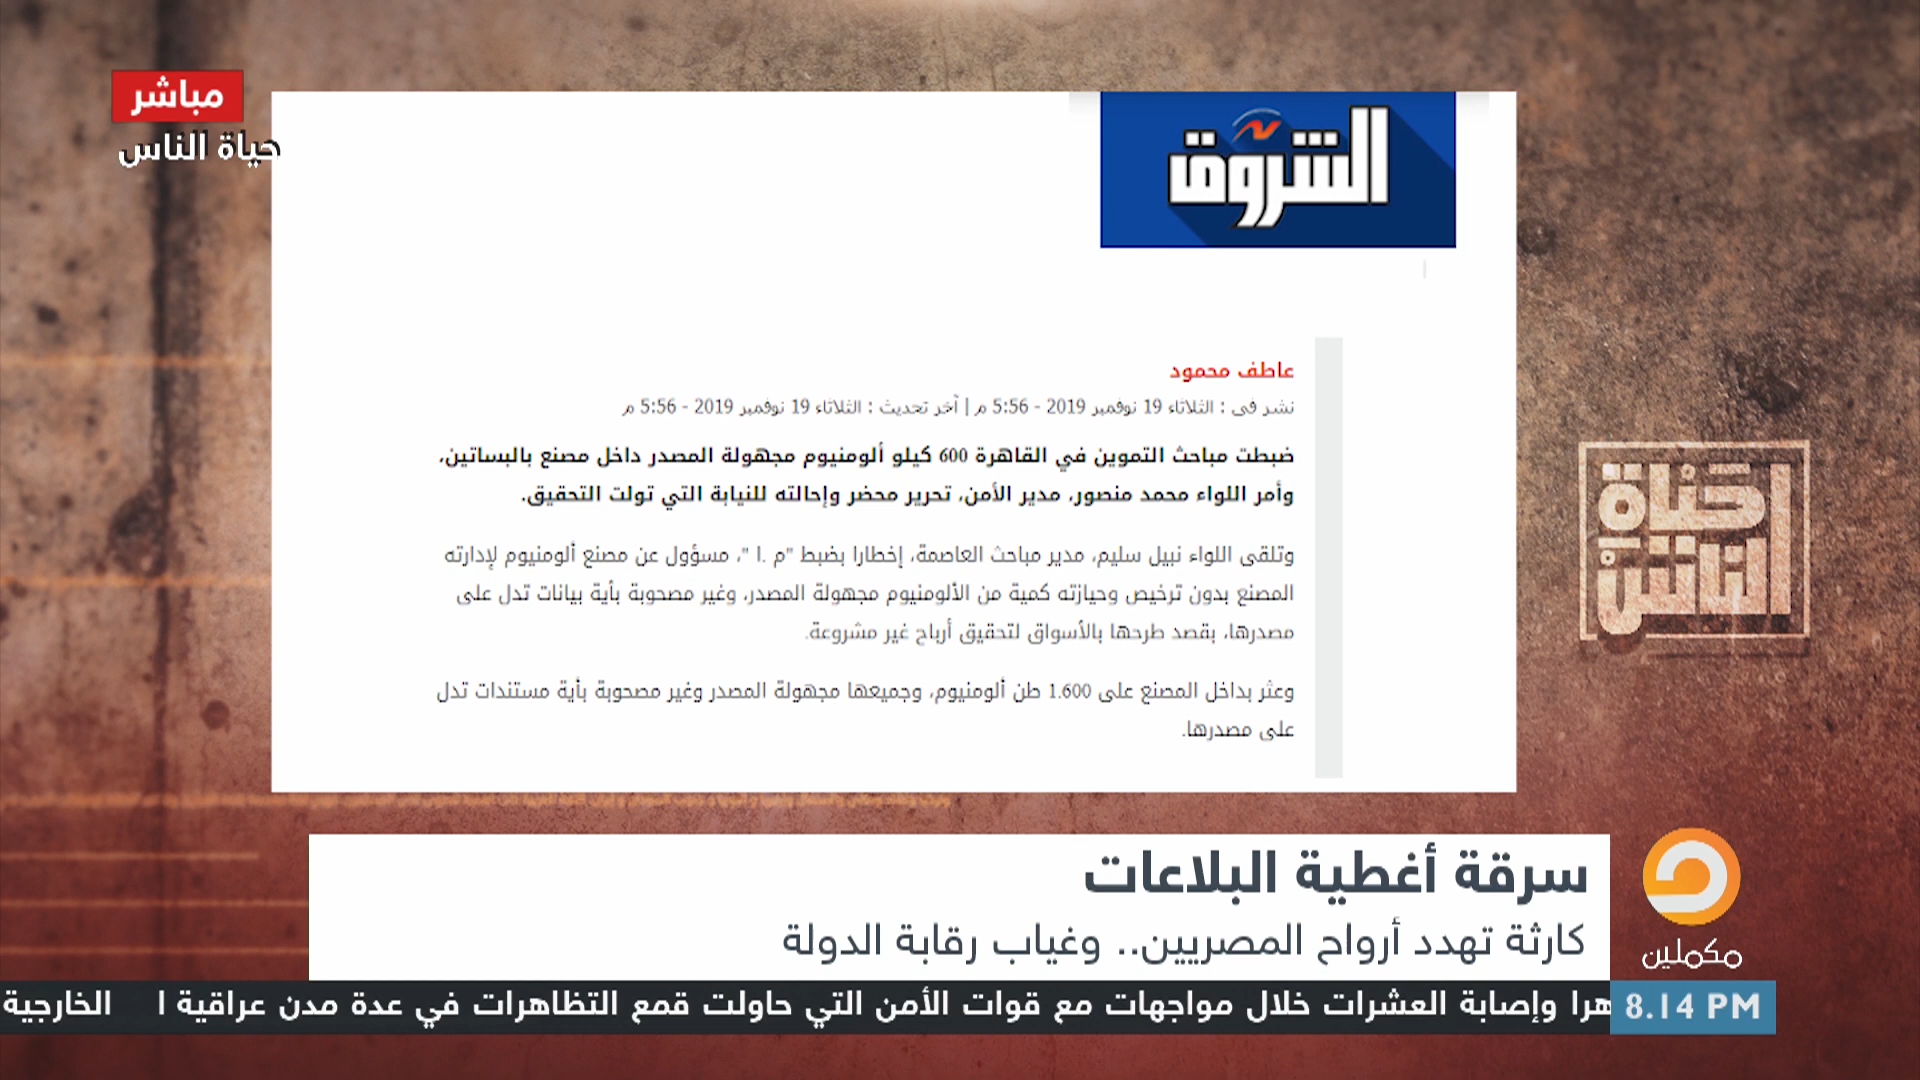 مباشر
حياة الناس
الشروق
عاطف محمود
نشر فى : الثلاثاء 19 نوفمبر 2019 - 5:56 م | آخر تحديث : الثلاثاء 19 نوفمبر 2019 - 5:56 م
ضبطت مباحث التموين في القاهرة 600 كيلو ألومنيوم مجهولة المصدر داخل مصنع بالبساتين،
وأمر اللواء محمد منصور، مدير الأمن، تحرير محضر وإحالته للنيابة التي تولت التحقيق.
وتلقى اللواء نبيل سليم، مدير مباحث العاصمة، إخطارا بضبط "م .ا "، مسؤول عن مصنع ألومنيوم لإدارته
المصنع بدون ترخيص وحيازته كمية من الألومنيوم مجهولة المصدر، وغير مصحوبة بأية بيانات تدل على
مصدرها، بقصد طرحها بالأسواق لتحقيق أرباح غير مشروعة.
وعثر بداخل المصنع على 1.600 طن ألومنيوم، وجميعها مجهولة المصدر وغير مصحوبة بأية مستندات تدل
على مصدرها.
حياة
الناس
سرقة أغطية البلاعات
كارثة تهدد أرواح المصريين.. وغياب رقابة الدولة
مكملين
8.14 PM
هرا وإصابة العشرات خلال مواجهات مع قوات الأمن التي حاولت قمع التظاهرات في عدة مدن عراقية ا الخارجية